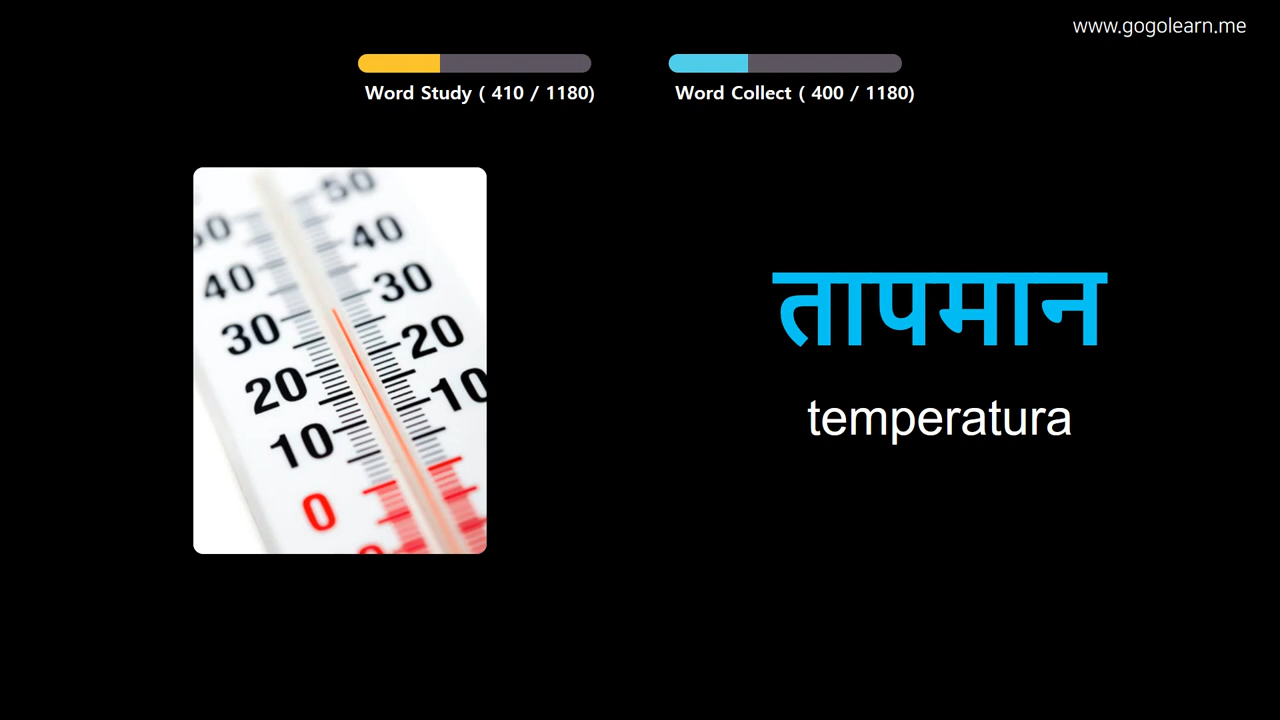 www.gogolearn.me
Word Study ( 410 / 1180)
Word Collect ( 400 / 1180)
50
50
40
40
30
30
20
20
10
10
0
तापमान
temperatura